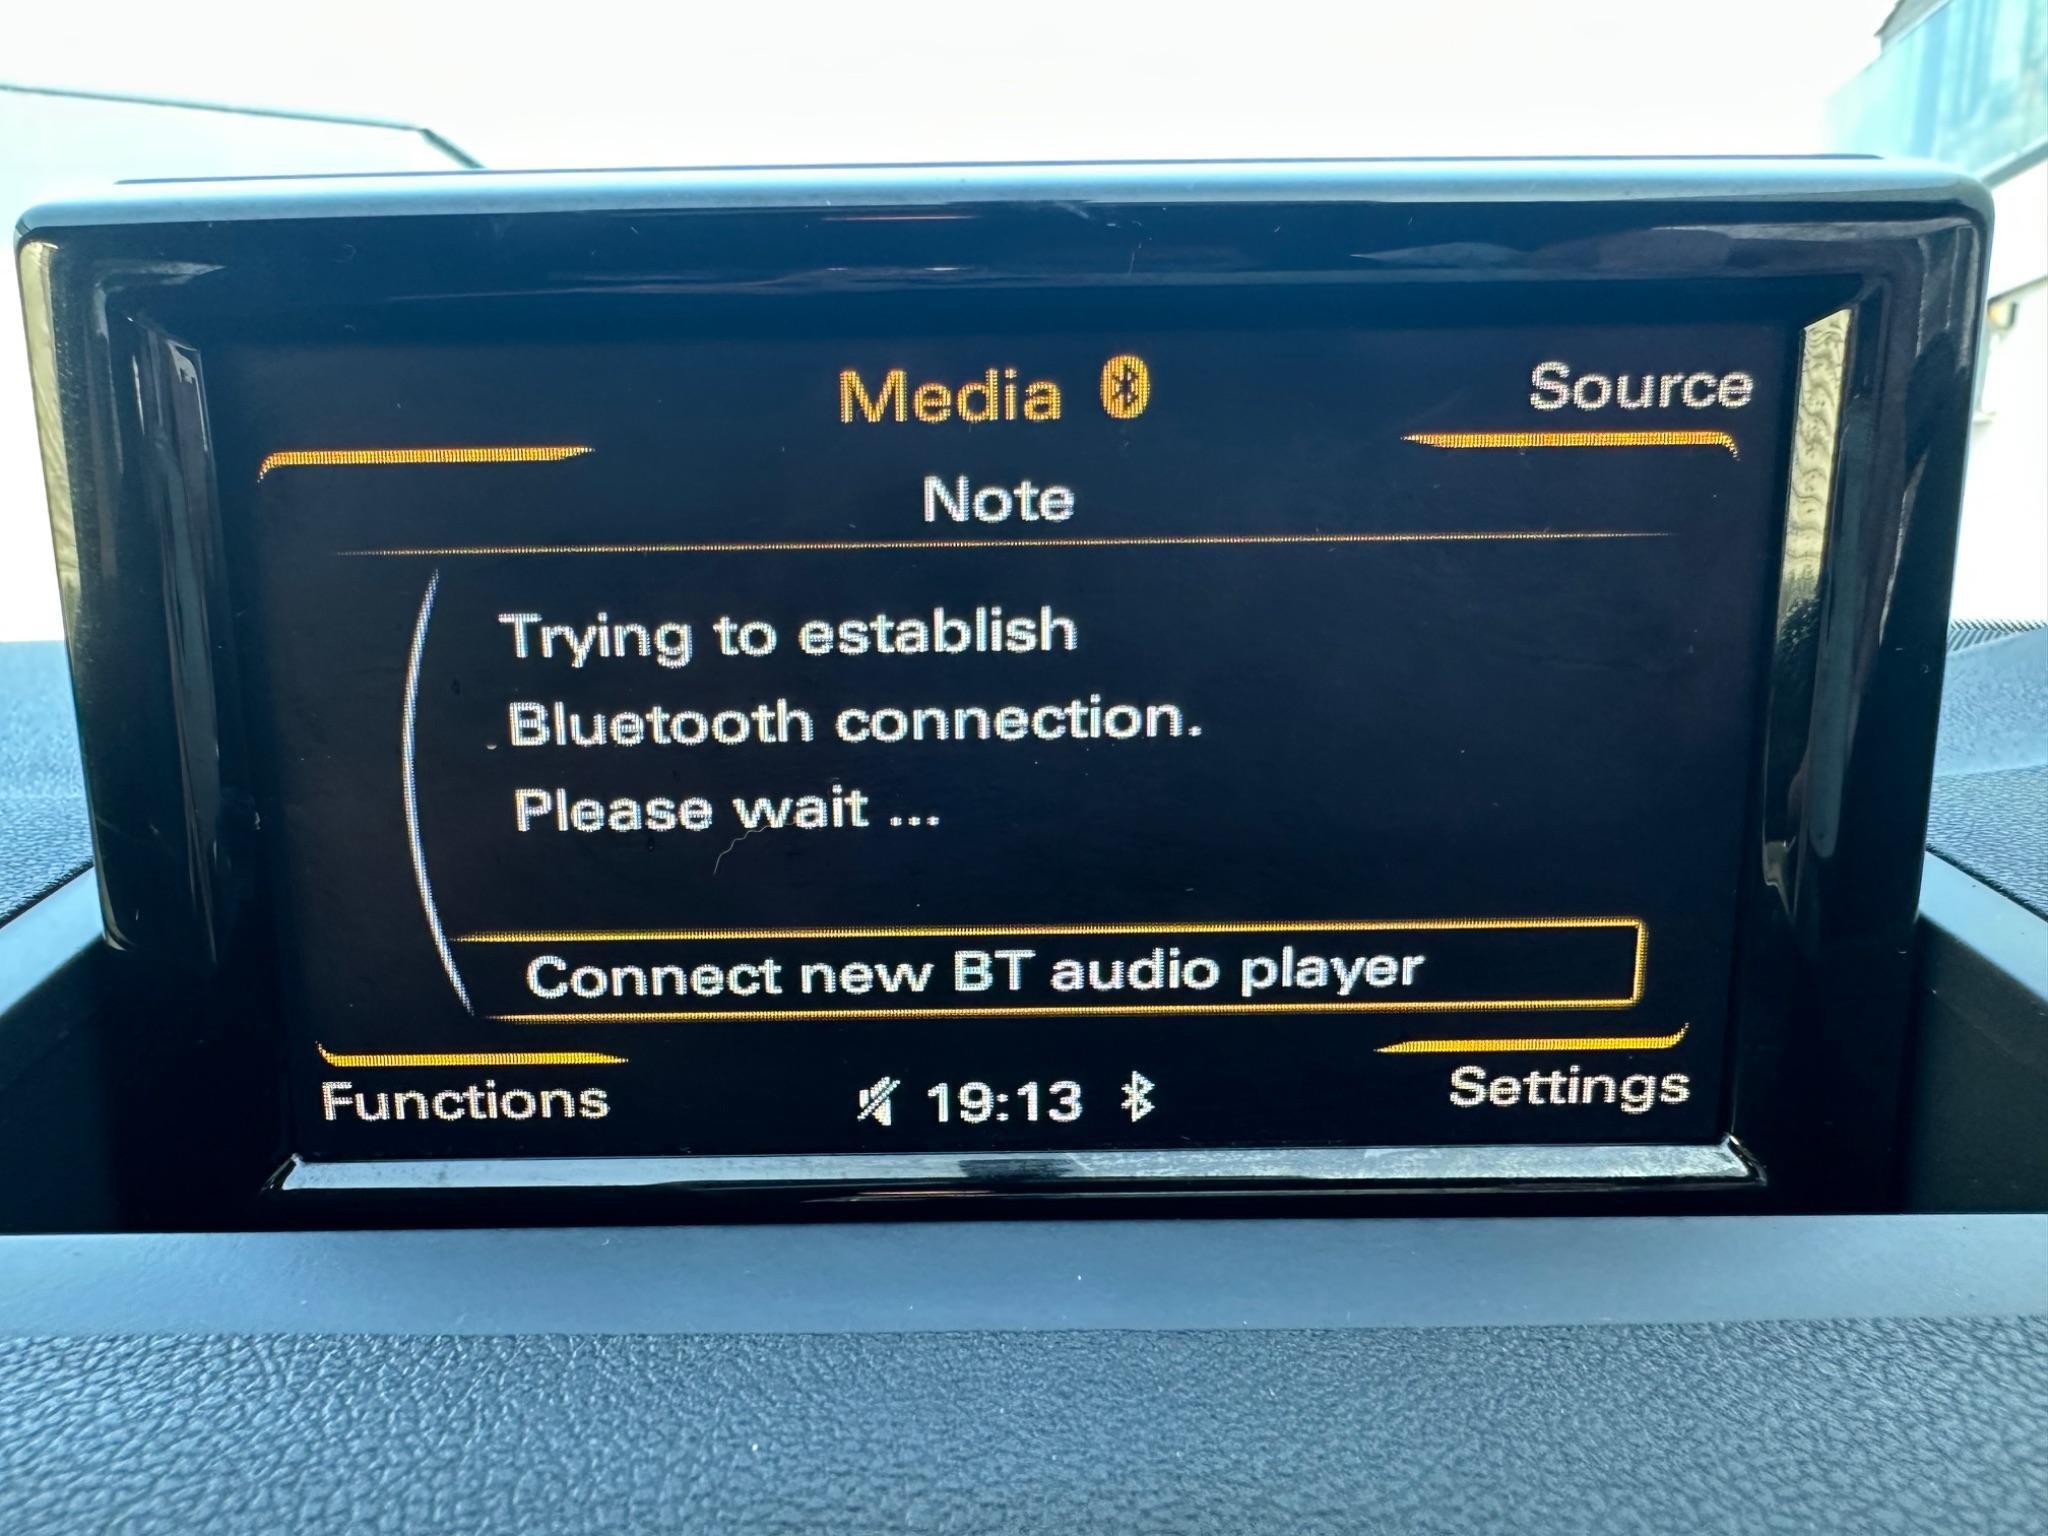 Media
Source
Note
Trying to establish
Bluetooth connection.
Please wait ...
Connect new BT audio player
Functions
19:13
Settings